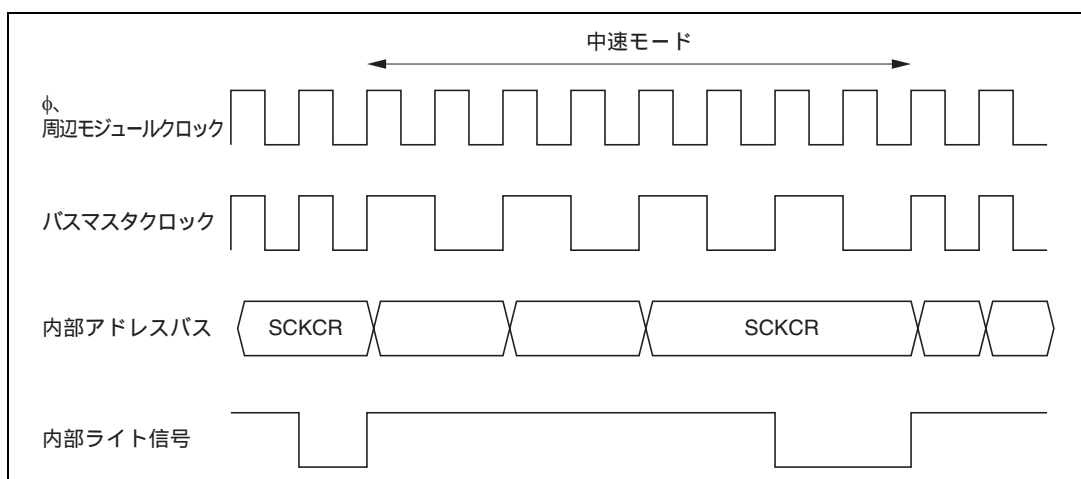 中速モード
φ、
周辺モジュールクロック
バスマスタクロック
内部アドレスバス
SCKCR
SCKCR
内部ライト信号